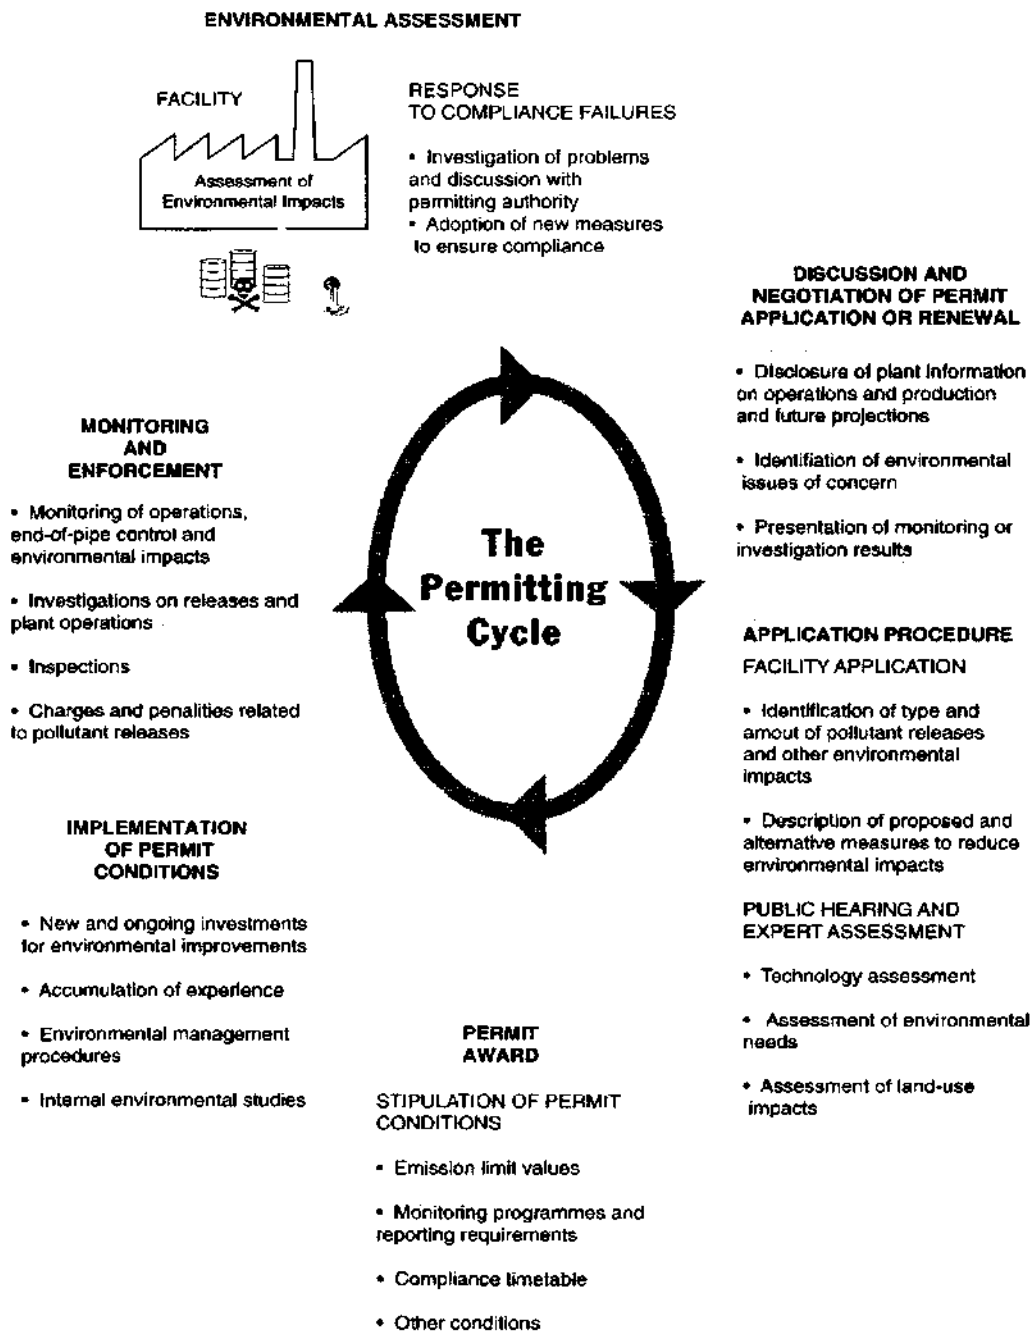 ENVIRONMENTAL ASSESSMENT
FACILITY
Assessment of
Environmental Impacts
RESPONSE
TO COMPLIANCE FAILURES
• Investigation of problems
and discussion with
permitting authority
• Adoption of new measures
to ensure compliance
DISCUSSION AND
NEGOTIATION OF PERMIT
APPLICATION OR RENEWAL
• Disclosure of plant information
on operations and production
and future projections
• Identifiation of environmental
issues of concern
• Presentation of monitoring or
investigation results
APPLICATION PROCEDURE
FACILITY APPLICATION
• Identification of type and
amout of pollutant releases
and other environmental
impacts
• Description of proposed and
alternative measures to reduce
environmental impacts
PUBLIC HEARING AND
EXPERT ASSESSMENT
• Technology assessment
• Assessment of environmental
needs
• Assessment of land-use
impacts
The
Permitting
Cycle
PERMIT
AWARD
STIPULATION OF PERMIT
CONDITIONS
• Emission limit values
• Monitoring programmes and
reporting requirements
• Compliance timetable
• Other conditions
IMPLEMENTATION
OF PERMIT
CONDITIONS
• New and ongoing investments
for environmental improvements
• Accumulation of experience
• Environmental management
procedures
• Internal environmental studies
MONITORING
AND
ENFORCEMENT
• Monitoring of operations,
end-of-pipe control and
environmental impacts
• Investigations on releases and
plant operations
• Inspections
• Charges and penalities related
to pollutant releases